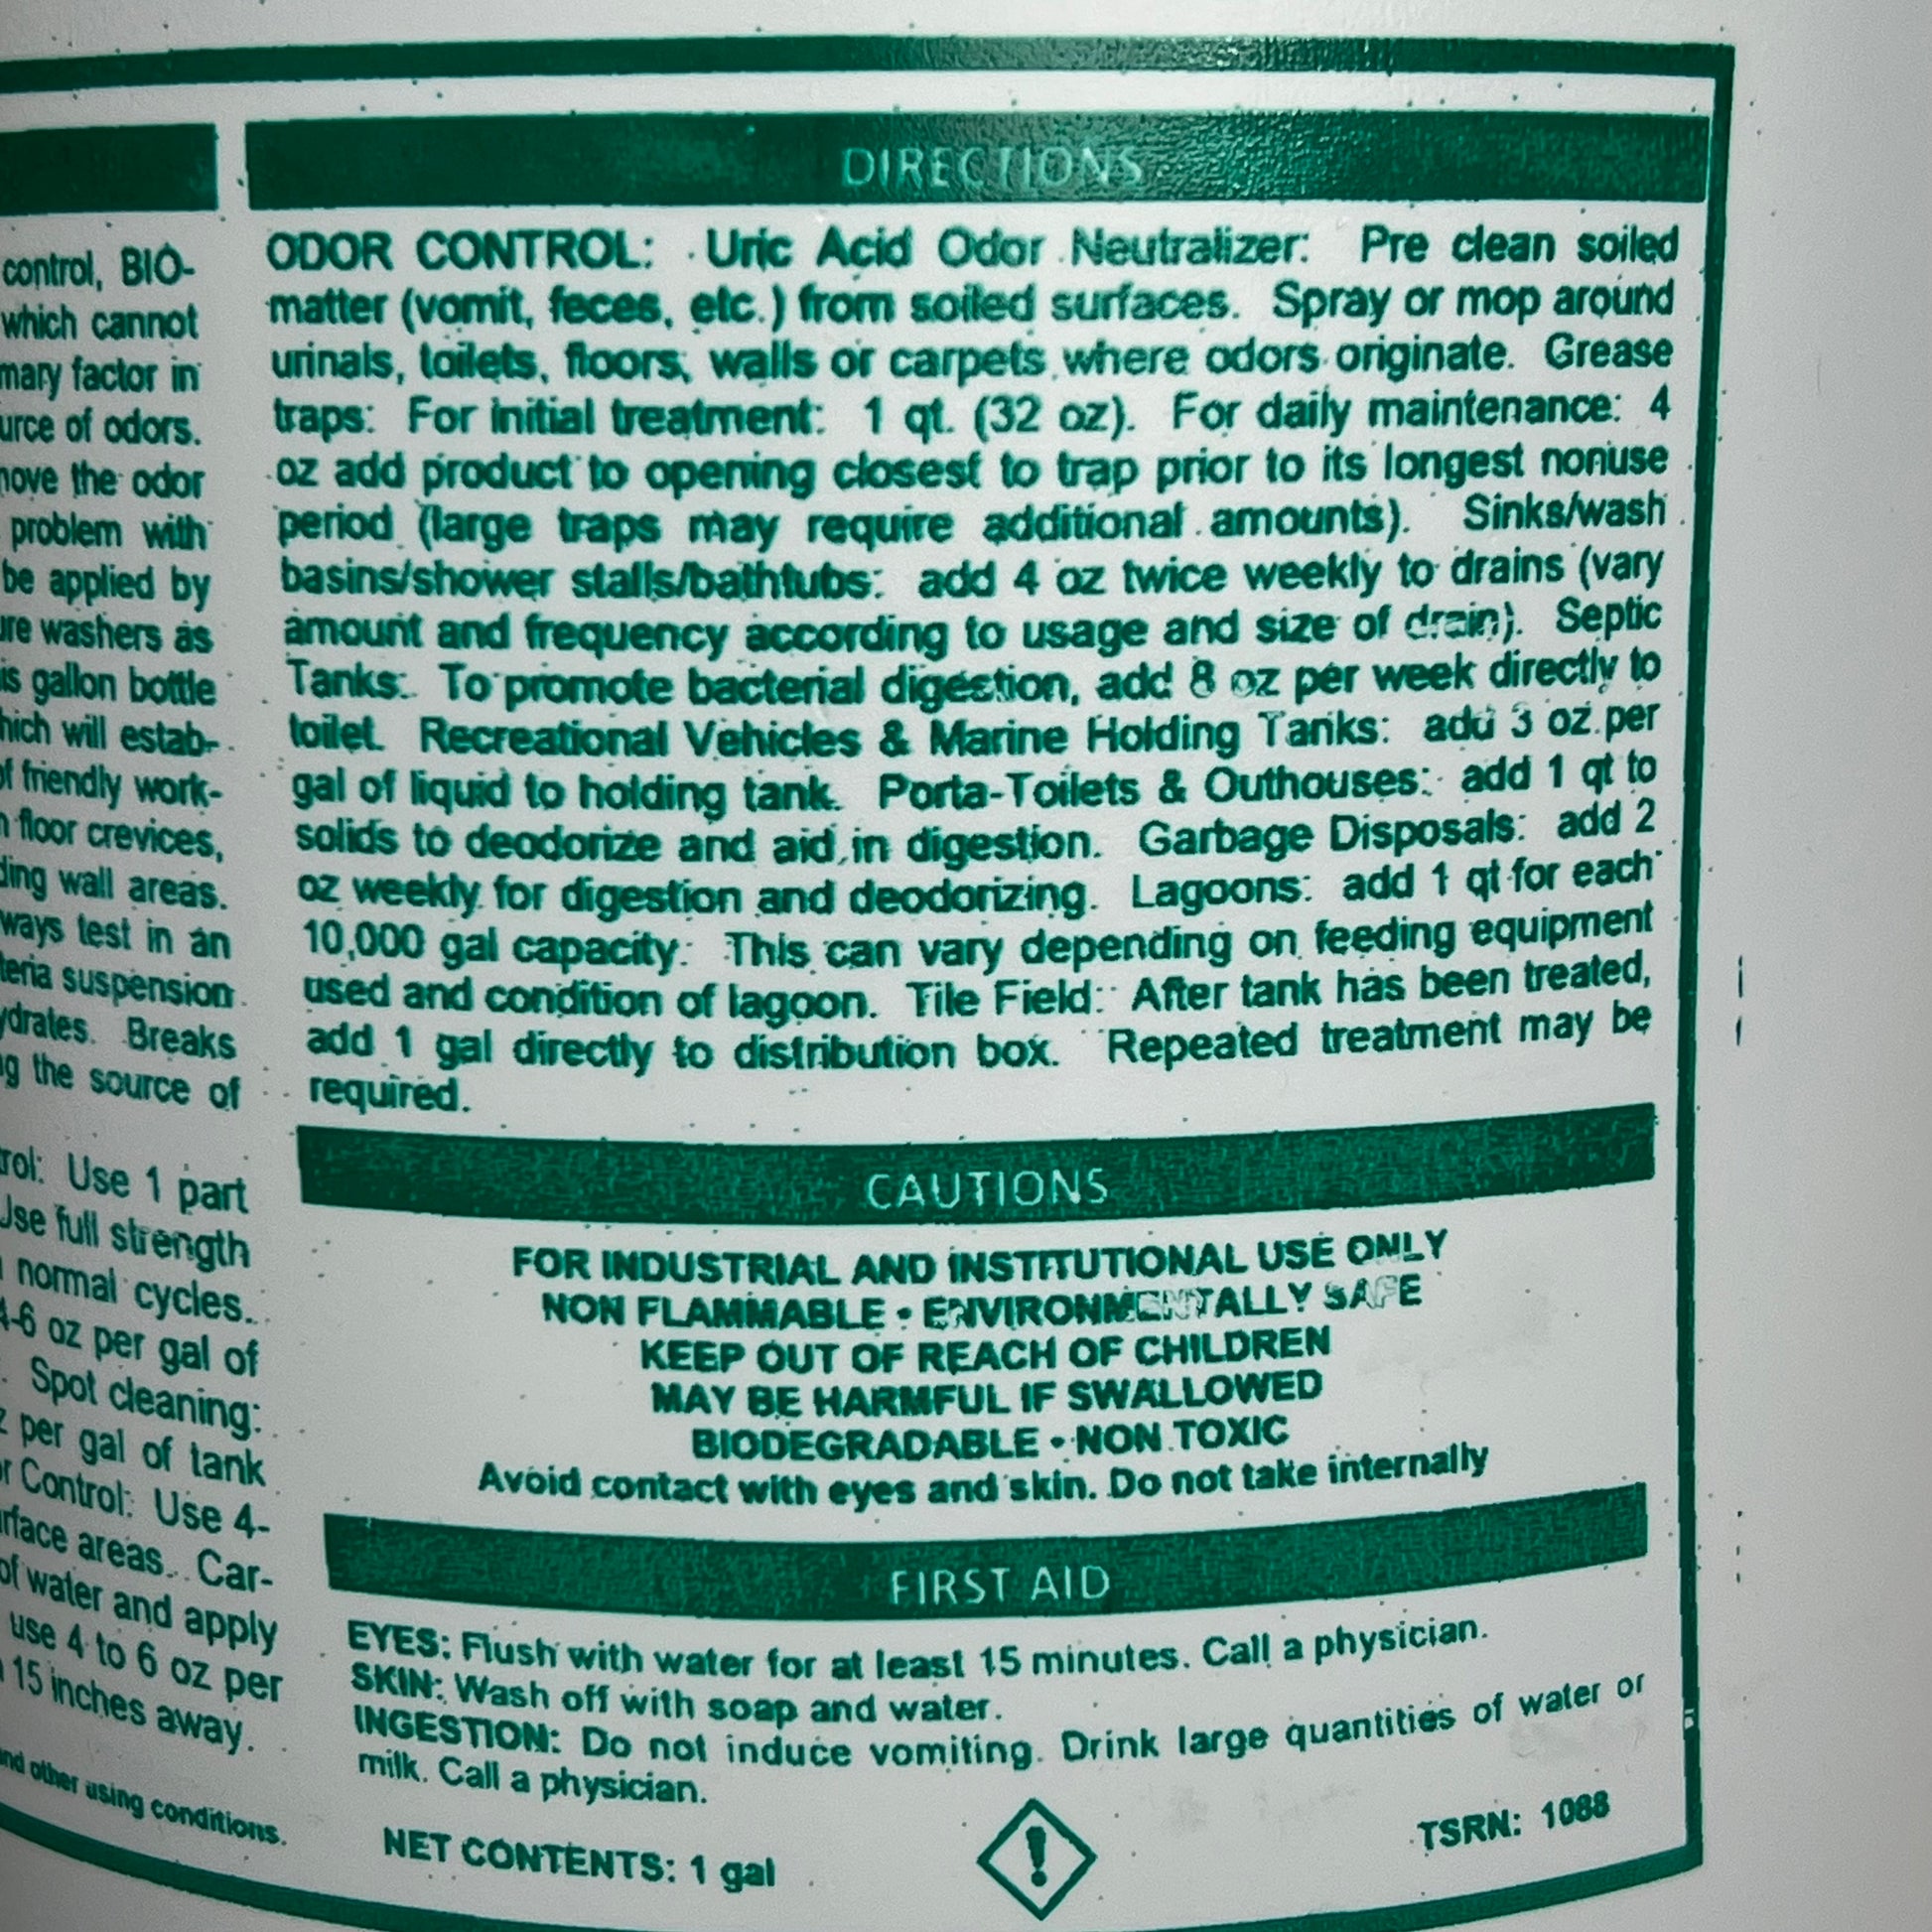 control, BIO-
which cannot
mary factor in
urce of odors.
nove the odor
problem with
be applied by
ure washers as
is gallon bottle
hich will estab-
of friendly work-
floor crevices,
ding wall areas.
ways test in an
teria suspension
ydrates. Breaks
g the source of
rol: Use 1 part
Use full strength
normal cycles.
4-6 oz per gal of
. Spot cleaning:
z per gal of tank
or Control: Use 4-
rface areas. Car-
of water and apply
use 4 to 6 oz per
15 inches away.
nd other using conditions.
DIRECTIONS
ODOR CONTROL: Uric Acid Odor Neutralizer: Pre clean soiled
matter (vomit, feces, etc.) from soiled surfaces. Spray or mop around
urinals, toilets, floors, walls or carpets where odors originate. Grease
traps: For initial treatment: 1 qt. (32 oz). For daily maintenance: 4
oz add product to opening closest to trap prior to its longest nonuse
period (large traps may require additional amounts). Sinks/wash
basins/shower stalls/bathtubs: add 4 oz twice weekly to drains (vary
amount and frequency according to usage and size of drain). Septic
Tanks: To promote bacterial digestion, add 8 oz per week directly to
toilet. Recreational Vehicles & Marine Holding Tanks: add 3 oz per
gal of liquid to holding tank. Porta-Toilets & Outhouses: add 1 qt to
solids to deodorize and aid in digestion. Garbage Disposals: add 2
oz weekly for digestion and deodorizing. Lagoons: add 1 qt for each
10,000 gal capacity: This can vary depending on feeding equipment
used and condition of lagoon. Tile Field: After tank has been treated,
add 1 gal directly to distribution box. Repeated treatment may be
required.
CAUTIONS
FOR INDUSTRIAL AND INSTITUTIONAL USE ONLY
NON FLAMMABLE • ENVIRONMENTALLY SAFE
KEEP OUT OF REACH OF CHILDREN
MAY BE HARMFUL IF SWALLOWED
BIODEGRADABLE • NON TOXIC
Avoid contact with eyes and skin. Do not take internally
FIRST AID
EYES: Flush with water for at least 15 minutes. Call a physician.
SKIN: Wash off with soap and water.
INGESTION: Do not induce vomiting. Drink large quantities of water or
milk. Call a physician.
NET CONTENTS: 1 gal
TSRN: 1088